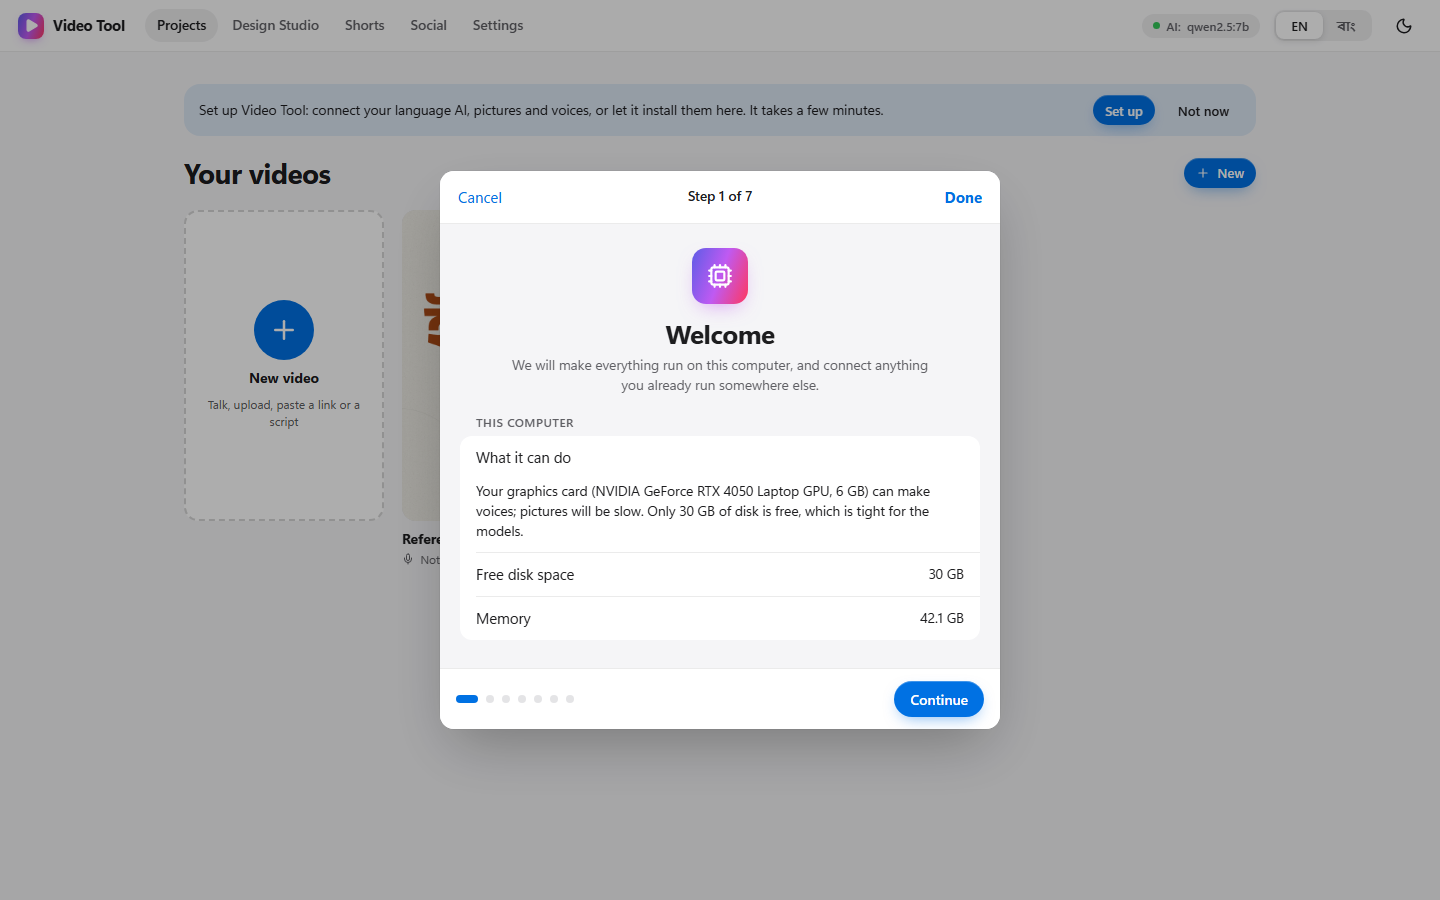 Video Tool
Projects
Design Studio
Shorts
Social
Settings
AI: qwen2.5:7b
EN
বাং
Set up Video Tool: connect your language AI, pictures and voices, or let it install them here. It takes a few minutes.
Set up
Not now
Your videos
New
Cancel
Step 1 of 7
Done
Welcome
We will make everything run on this computer, and connect anything
you already run somewhere else.
THIS COMPUTER
What it can do
Your graphics card (NVIDIA GeForce RTX 4050 Laptop GPU, 6 GB) can make
voices; pictures will be slow. Only 30 GB of disk is free, which is tight for the
models.
Free disk space
30 GB
Memory
42.1 GB
Continue
New video
Talk, upload, paste a link or a
script